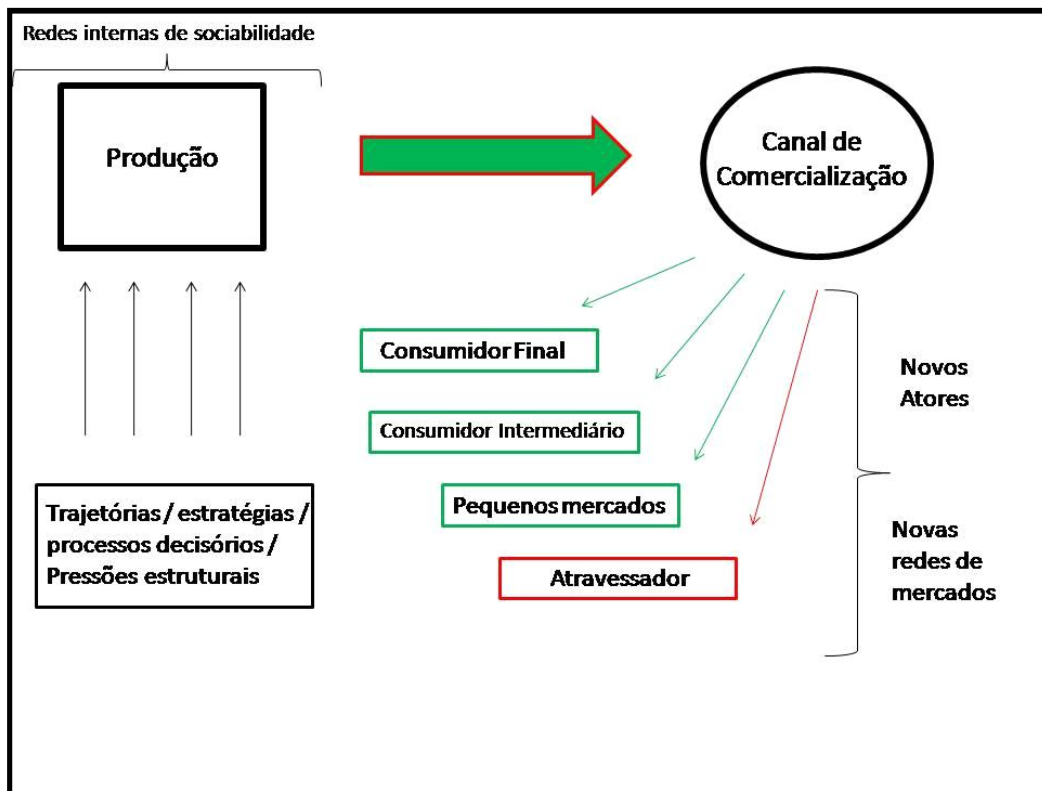 Redes internas de sociabilidade
Produção
Canal de
Comercialização
Consumidor Final
Consumidor Intermediário
Pequenos mercados
Atravessador
Trajetórias / estratégias /
processos decisórios /
Pressões estruturais
Novos
Atores
Novas
redes de
mercados